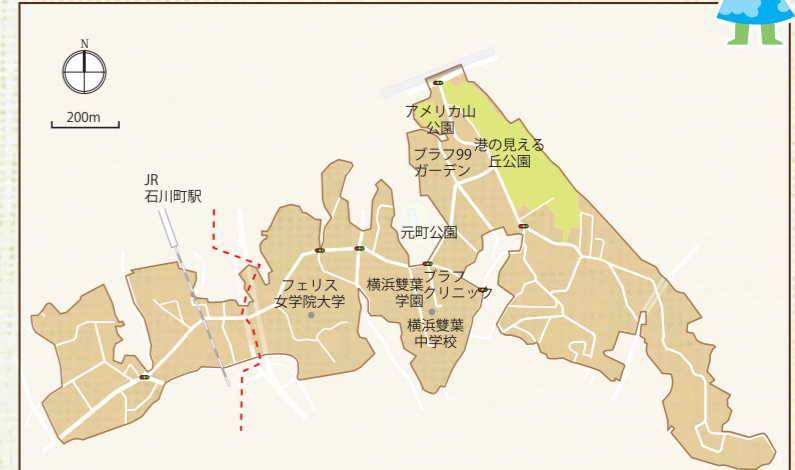 N
200m
アメリカ山
公園
港の見える
丘公園
ブラフ99
ガーデン
JR
石川町駅
元町公園
フェリス
女学院大学
横浜雙葉
学園
ブラフ
クリニック
横浜雙葉
中学校